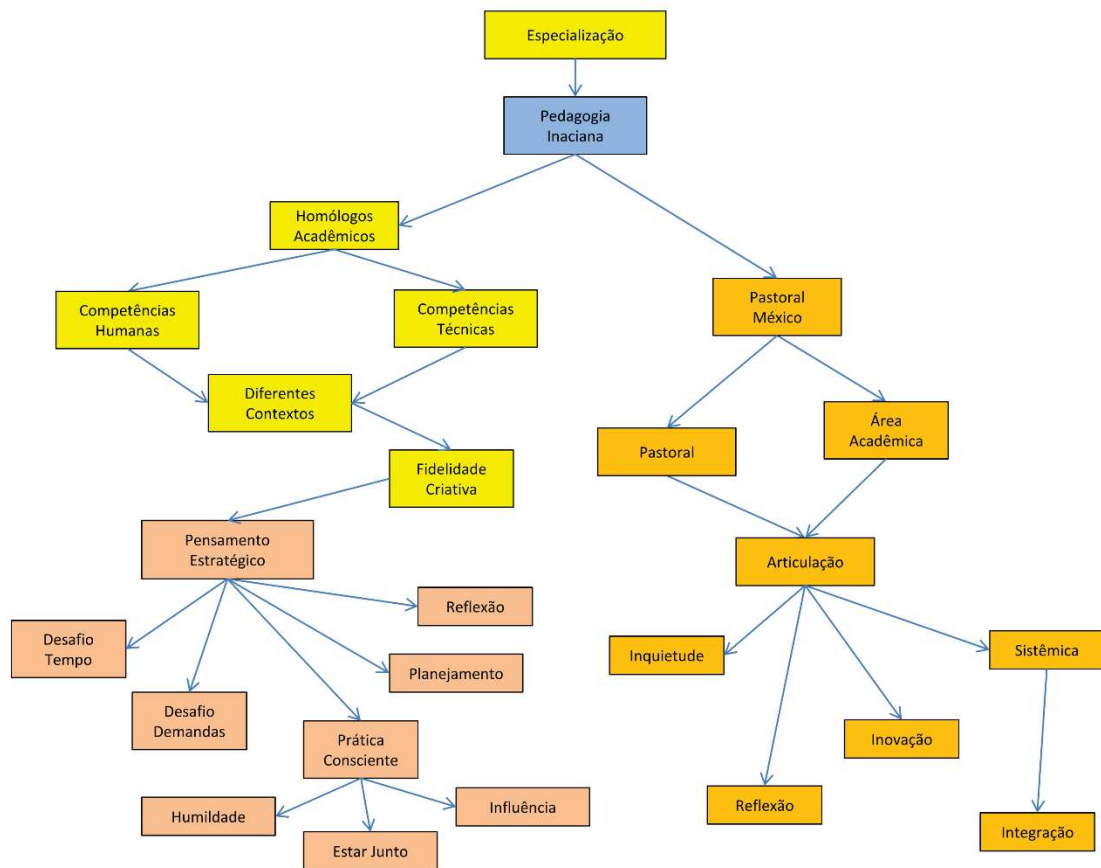 Especialização
Pedagogia
Inaciana
Homólogos
Acadêmicos
Competências
Humanas
Competências
Técnicas
Pastoral
México
Diferentes
Contextos
Área
Acadêmica
Pastoral
Fidelidade
Criativa
Pensamento
Estratégico
Articulação
Reflexão
Desafio
Tempo
Inquietude
Sistêmica
Planejamento
Desafio
Demandas
Prática
Consciente
Inovação
Humildade
Influência
Reflexão
Estar Junto
Integração